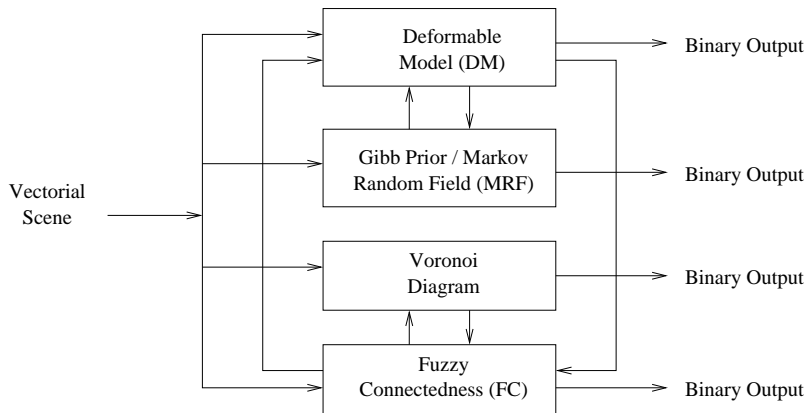 Deformable
Model (DM)
Binary Output
Gibb Prior / Markov
Random Field (MRF)
Binary Output
Vectorial
Scene
Voronoi
Diagram
Binary Output
Fuzzy
Connectedness (FC)
Binary Output